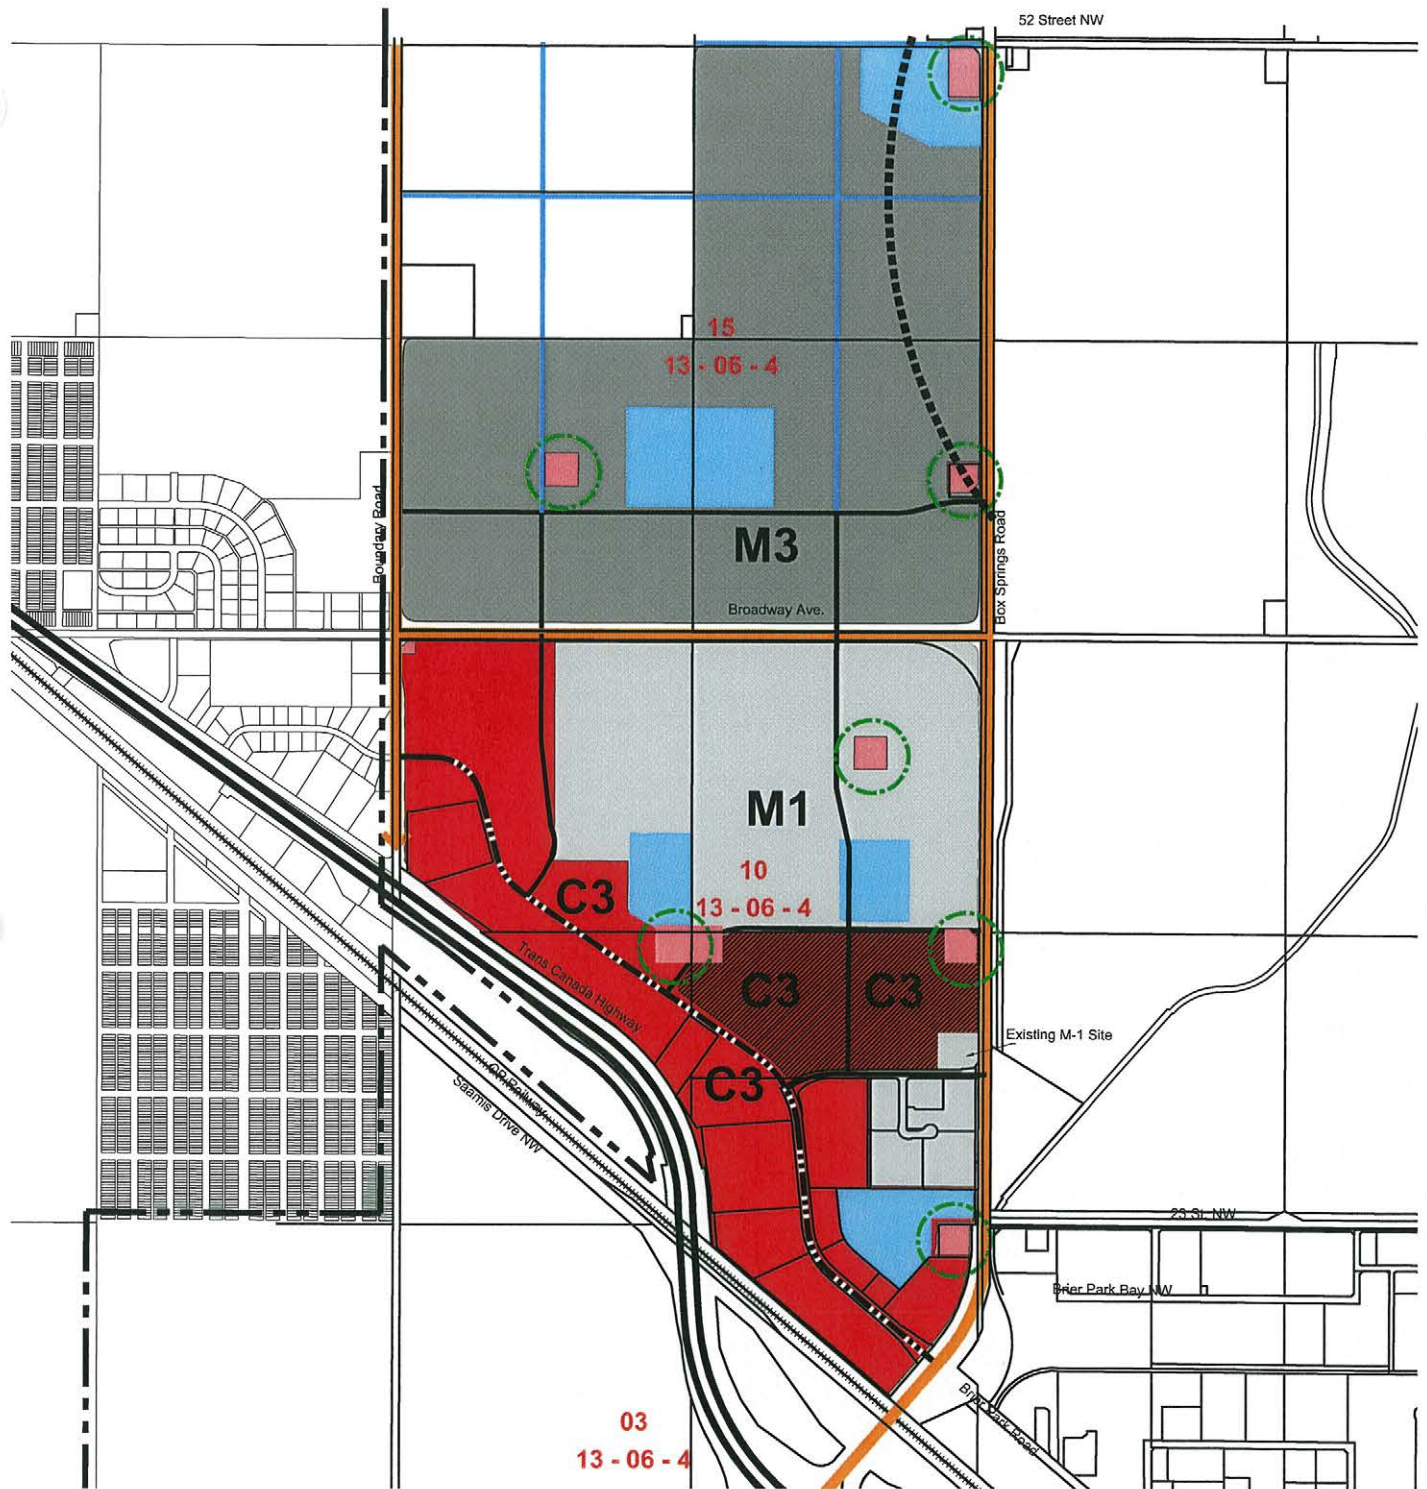 52 Street NW
15
13 - 06 - 4
Boundary Road
M3
Box Springs Road
Broadway Ave.
M1
10
13 - 06 - 4
C3
Trans Canada Highway
C3
C3
Existing M-1 Site
CP Railway
Saamis Drive NW
C3
23 St. NW
Brier Park Bay NW
Brier Park Road
03
13 - 06 - 4